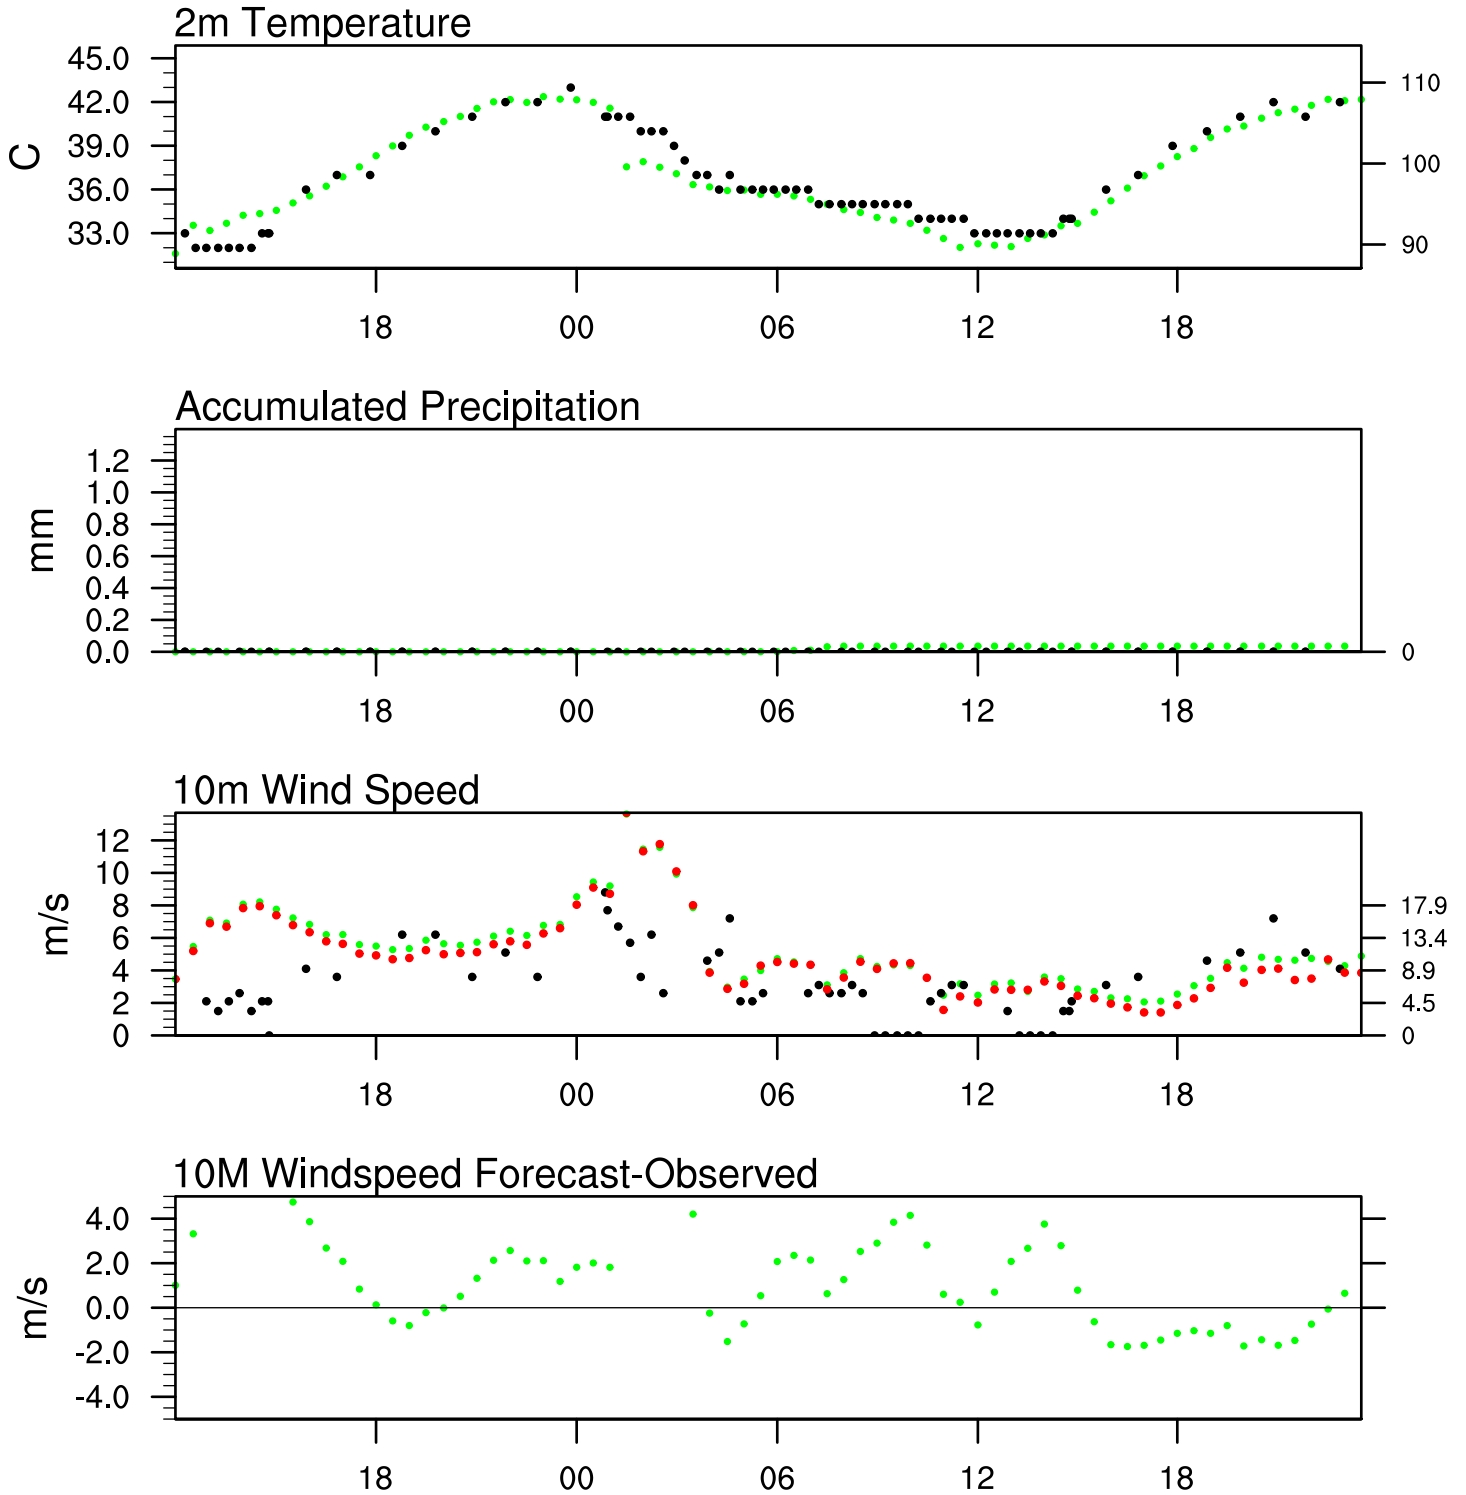 2m Temperature
45.0
42.0 110
39.0
C
36.0 100
33.0
90
18 00 06 12 18
Accumulated Precipitation
1.2
1.0
0.8
mm
0.6
0.4
0.2
0.0 0
18 00 06 12 18
10m Wind Speed
12
10
8 17.9
m/s
6 13.4
4 8.9
2 4.5
0 0
18 00 06 12 18
10M Windspeed Forecast-Observed
4.0
2.0
m/s
0.0
-2.0
-4.0
18 00 06 12 18